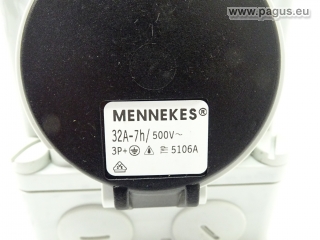 www.pagus.eu
MENNEKES®
32A-7h/500V~
3P+⏚ 5106A